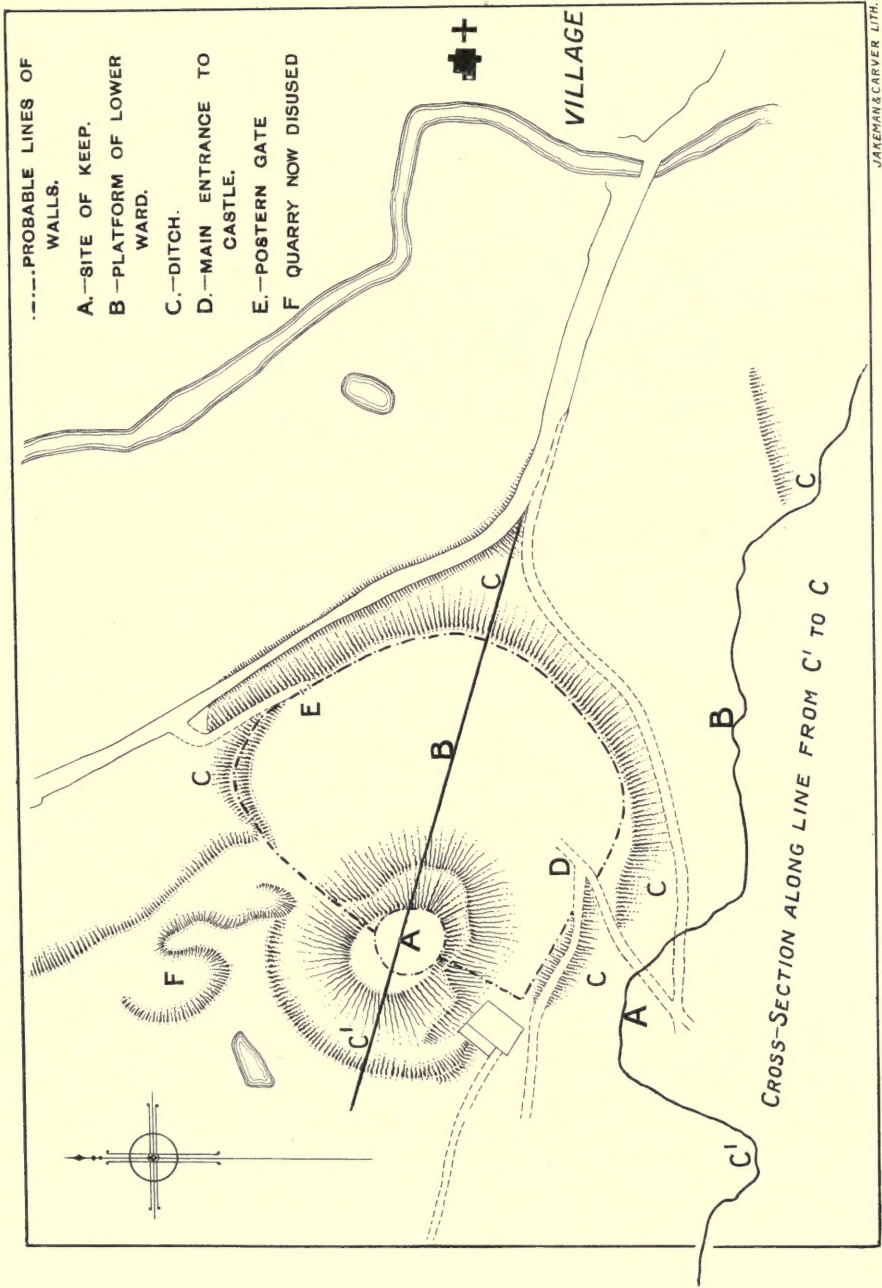 .–.–.PROBABLE LINES OF
WALLS.
A.–SITE OF KEEP.
B–PLATFORM OF LOWER
WARD.
C.–DITCH.
D.–MAIN ENTRANCE TO
CASTLE.
E.–POSTERN GATE
F QUARRY NOW DISUSED
VILLAGE
F
C
E
C'
A
B
C
D
C
C
C'
A
B
C
CROSS-SECTION ALONG LINE FROM C' TO C
JAKEMAN & CARVER LITH.